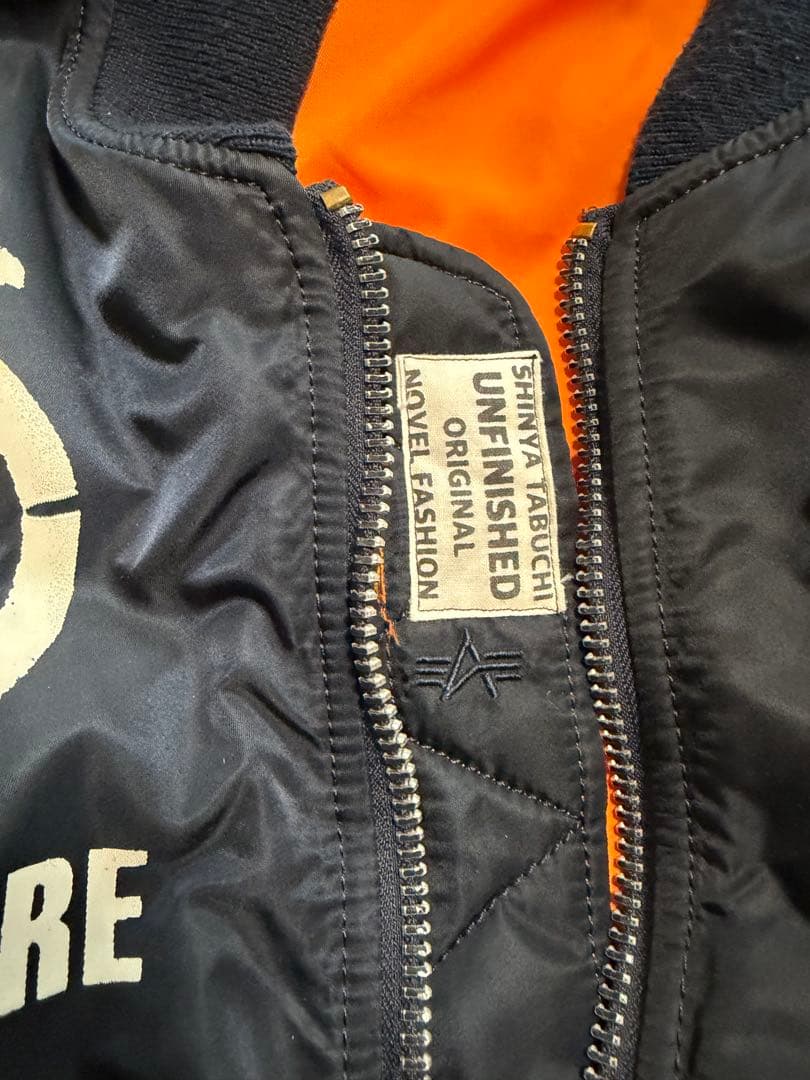 SHINYA TABUCHI
UNFINISHED
ORIGINAL
NOVEL FASHION
RE